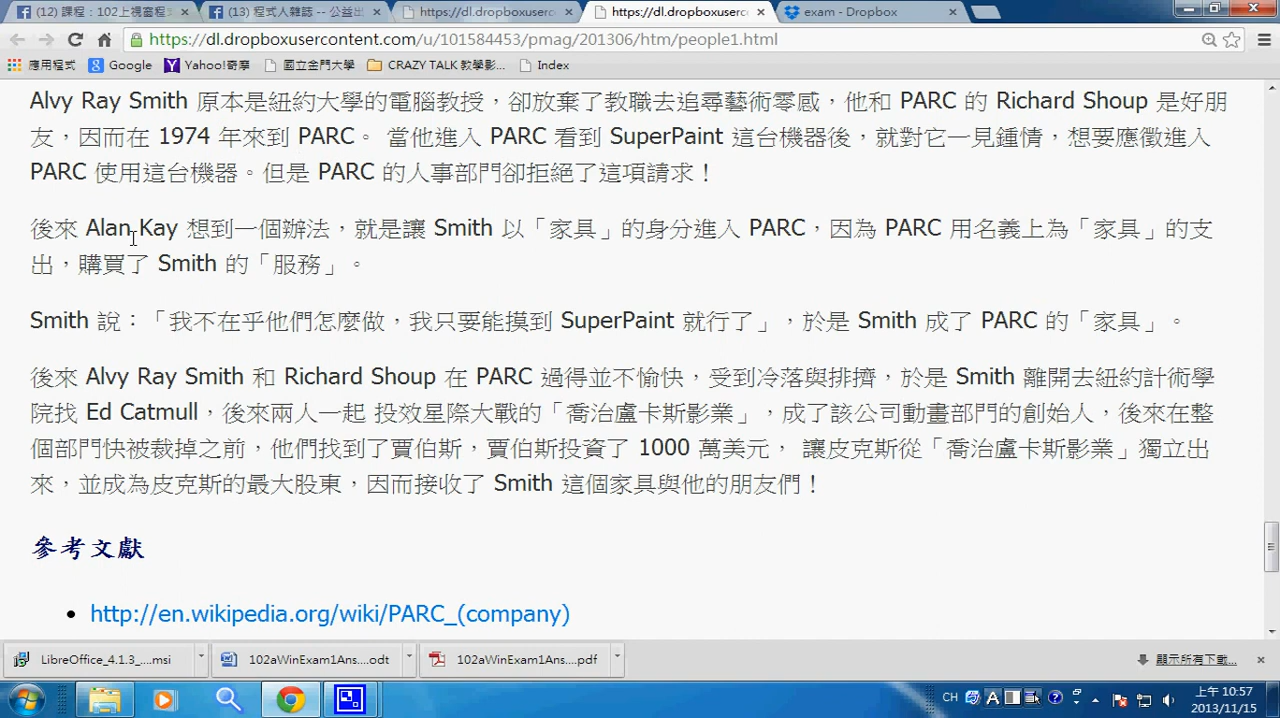 (12) 課程：102上視窗程
(13) 程式人雜誌 -- 公益出
https://dl.dropboxuserc
https://dl.dropboxuserc
exam - Dropbox
https://dl.dropboxusercontent.com/u/101584453/pmag/201306/htm/people1.html
應用程式 Google Yahoo!奇摩 國立金門大學 CRAZY TALK 教學影... Index
Alvy Ray Smith 原本是紐約大學的電腦教授，卻放棄了教職去追尋藝術零感，他和 PARC 的 Richard Shoup 是好朋
友，因而在 1974 年來到 PARC。 當他進入 PARC 看到 SuperPaint 這台機器後，就對它一見鍾情，想要應徵進入
PARC 使用這台機器。但是 PARC 的人事部門卻拒絕了這項請求！
後來 Alan Kay 想到一個辦法，就是讓 Smith 以「家具」的身分進入 PARC，因為 PARC 用名義上為「家具」的支
出，購買了 Smith 的「服務」。
Smith 說：「我不在乎他們怎麼做，我只要能摸到 SuperPaint 就行了」，於是 Smith 成了 PARC 的「家具」。
後來 Alvy Ray Smith 和 Richard Shoup 在 PARC 過得並不愉快，受到冷落與排擠，於是 Smith 離開去紐約計術學
院找 Ed Catmull，後來兩人一起 投效星際大戰的「喬治盧卡斯影業」，成了該公司動畫部門的創始人，後來在整
個部門快被裁掉之前，他們找到了賈伯斯，賈伯斯投資了 1000 萬美元， 讓皮克斯從「喬治盧卡斯影業」獨立出
來，並成為皮克斯的最大股東，因而接收了 Smith 這個家具與他的朋友們！
參考文獻
http://en.wikipedia.org/wiki/PARC_(company)
LibreOffice_4.1.3_....msi 102aWinExam1Ans....odt 102aWinExam1Ans....pdf 顯示所有下載...
CH 上午 10:57
2013/11/15